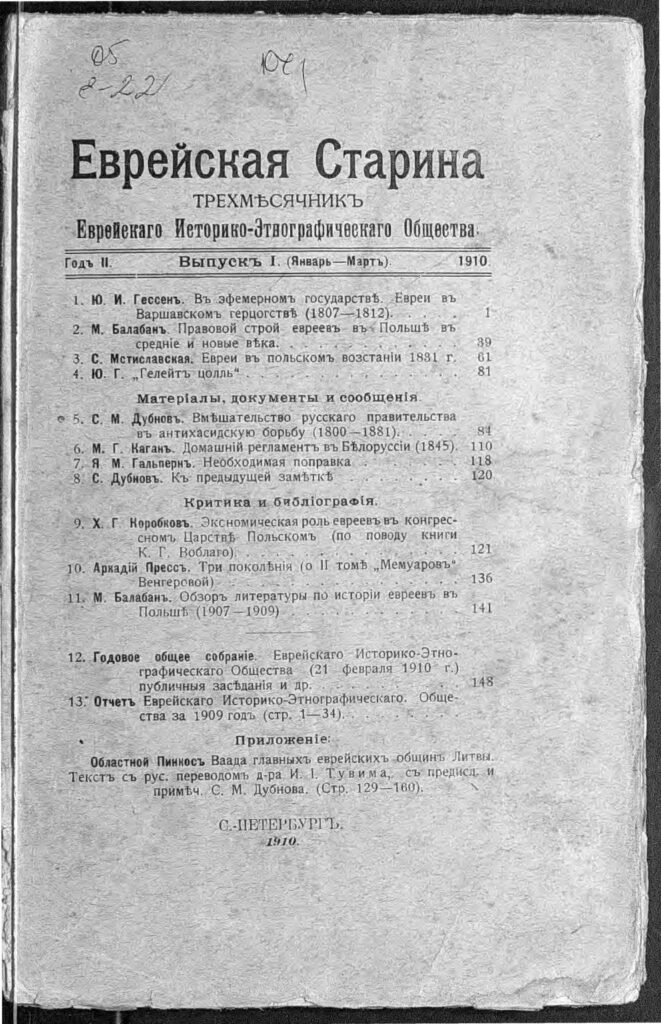 Еврейская Старина
ТРЕХМѢСЯЧНИКЪ
Еврейскаго Историко-Этнографическаго Общества.
Годъ II. Выпускъ I. (Январь—Мартъ). 1910.
1. Ю. И. Гессенъ. Въ эфемерномъ государствѣ. Евреи въ
Варшавскомъ герцогствѣ (1807—1812). . . . . 1
2. М. Балабанъ. Правовой строй евреевъ въ Польшѣ въ
средніе и новые вѣка. . . . . . . . . . . . . 39
3. С. Мстиславская. Евреи въ польскомъ возстаніи 1831 г. 61
4. Ю. Г. „Гелейтъ цолль“ . . . . . . . . . . . . . . 81
Матеріалы, документы и сообщенія.
5. С. М. Дубновъ. Вмѣшательство русскаго правительства
въ антихасидскую борьбу (1800—1881). . . . . 84
6. М. Г. Каганъ. Домашній регламентъ въ Бѣлоруссіи (1845). 110
7. Я М. Гальпернъ. Необходимая поправка . . . . . . 118
8. С. Дубновъ. Къ предыдущей замѣткѣ . . . . . . . 120
Критика и библіографія.
9. Х. Г Коробковъ. Экономическая роль евреевъ въ конгрес-
сномъ Царствѣ Польскомъ (по поводу книги
К. Г. Воблаго). . . . . . . . . . . . . . . . 121
10. Аркадій Прессъ. Три поколѣнія (о II томѣ „Мемуаровъ“
Венгеровой) . . . . . . . . . . . . . . . . . 136
11. М. Балабанъ. Обзоръ литературы по исторіи евреевъ въ
Польшѣ (1907—1909) . . . . . . . . . . . . . 141
12. Годовое общее собраніе. Еврейскаго Историко-Этно-
графическаго Общества (21 февраля 1910 г.)
публичныя засѣданія и др. . . . . . . . . . . . 148
13. Отчетъ Еврейскаго Историко-Этнографическаго. Обще-
ства за 1909 годъ (стр. 1—34). . . . . . . . .
Приложеніе:
Областной Пинкосъ Ваада главныхъ еврейскихъ общинъ Литвы.
Текстъ съ рус. переводомъ д-ра И. І. Тувима, съ предисл. и
примѣч. С. М. Дубнова. (Стр. 129—160).
С.-ПЕТЕРБУРГЪ.
1910.